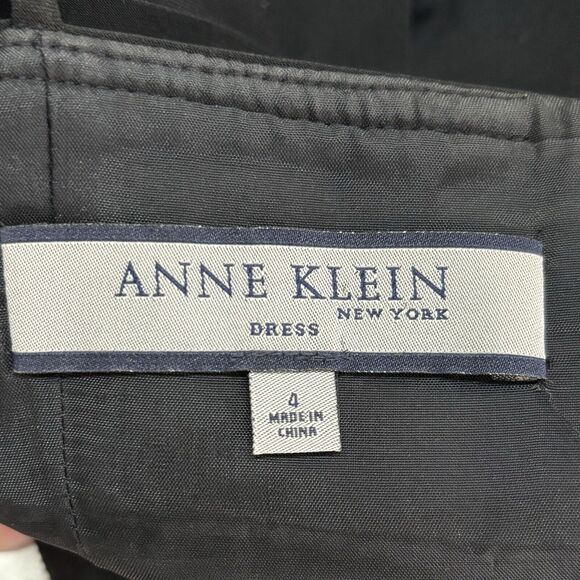 ANNE KLEIN
NEW YORK
DRESS
4
MADE IN
CHINA